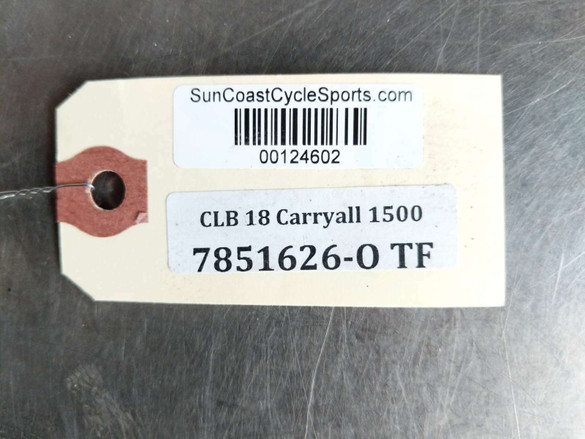 SunCoastCycleSports.com
00124602
CLB 18 Carryall 1500
7851626-O TF